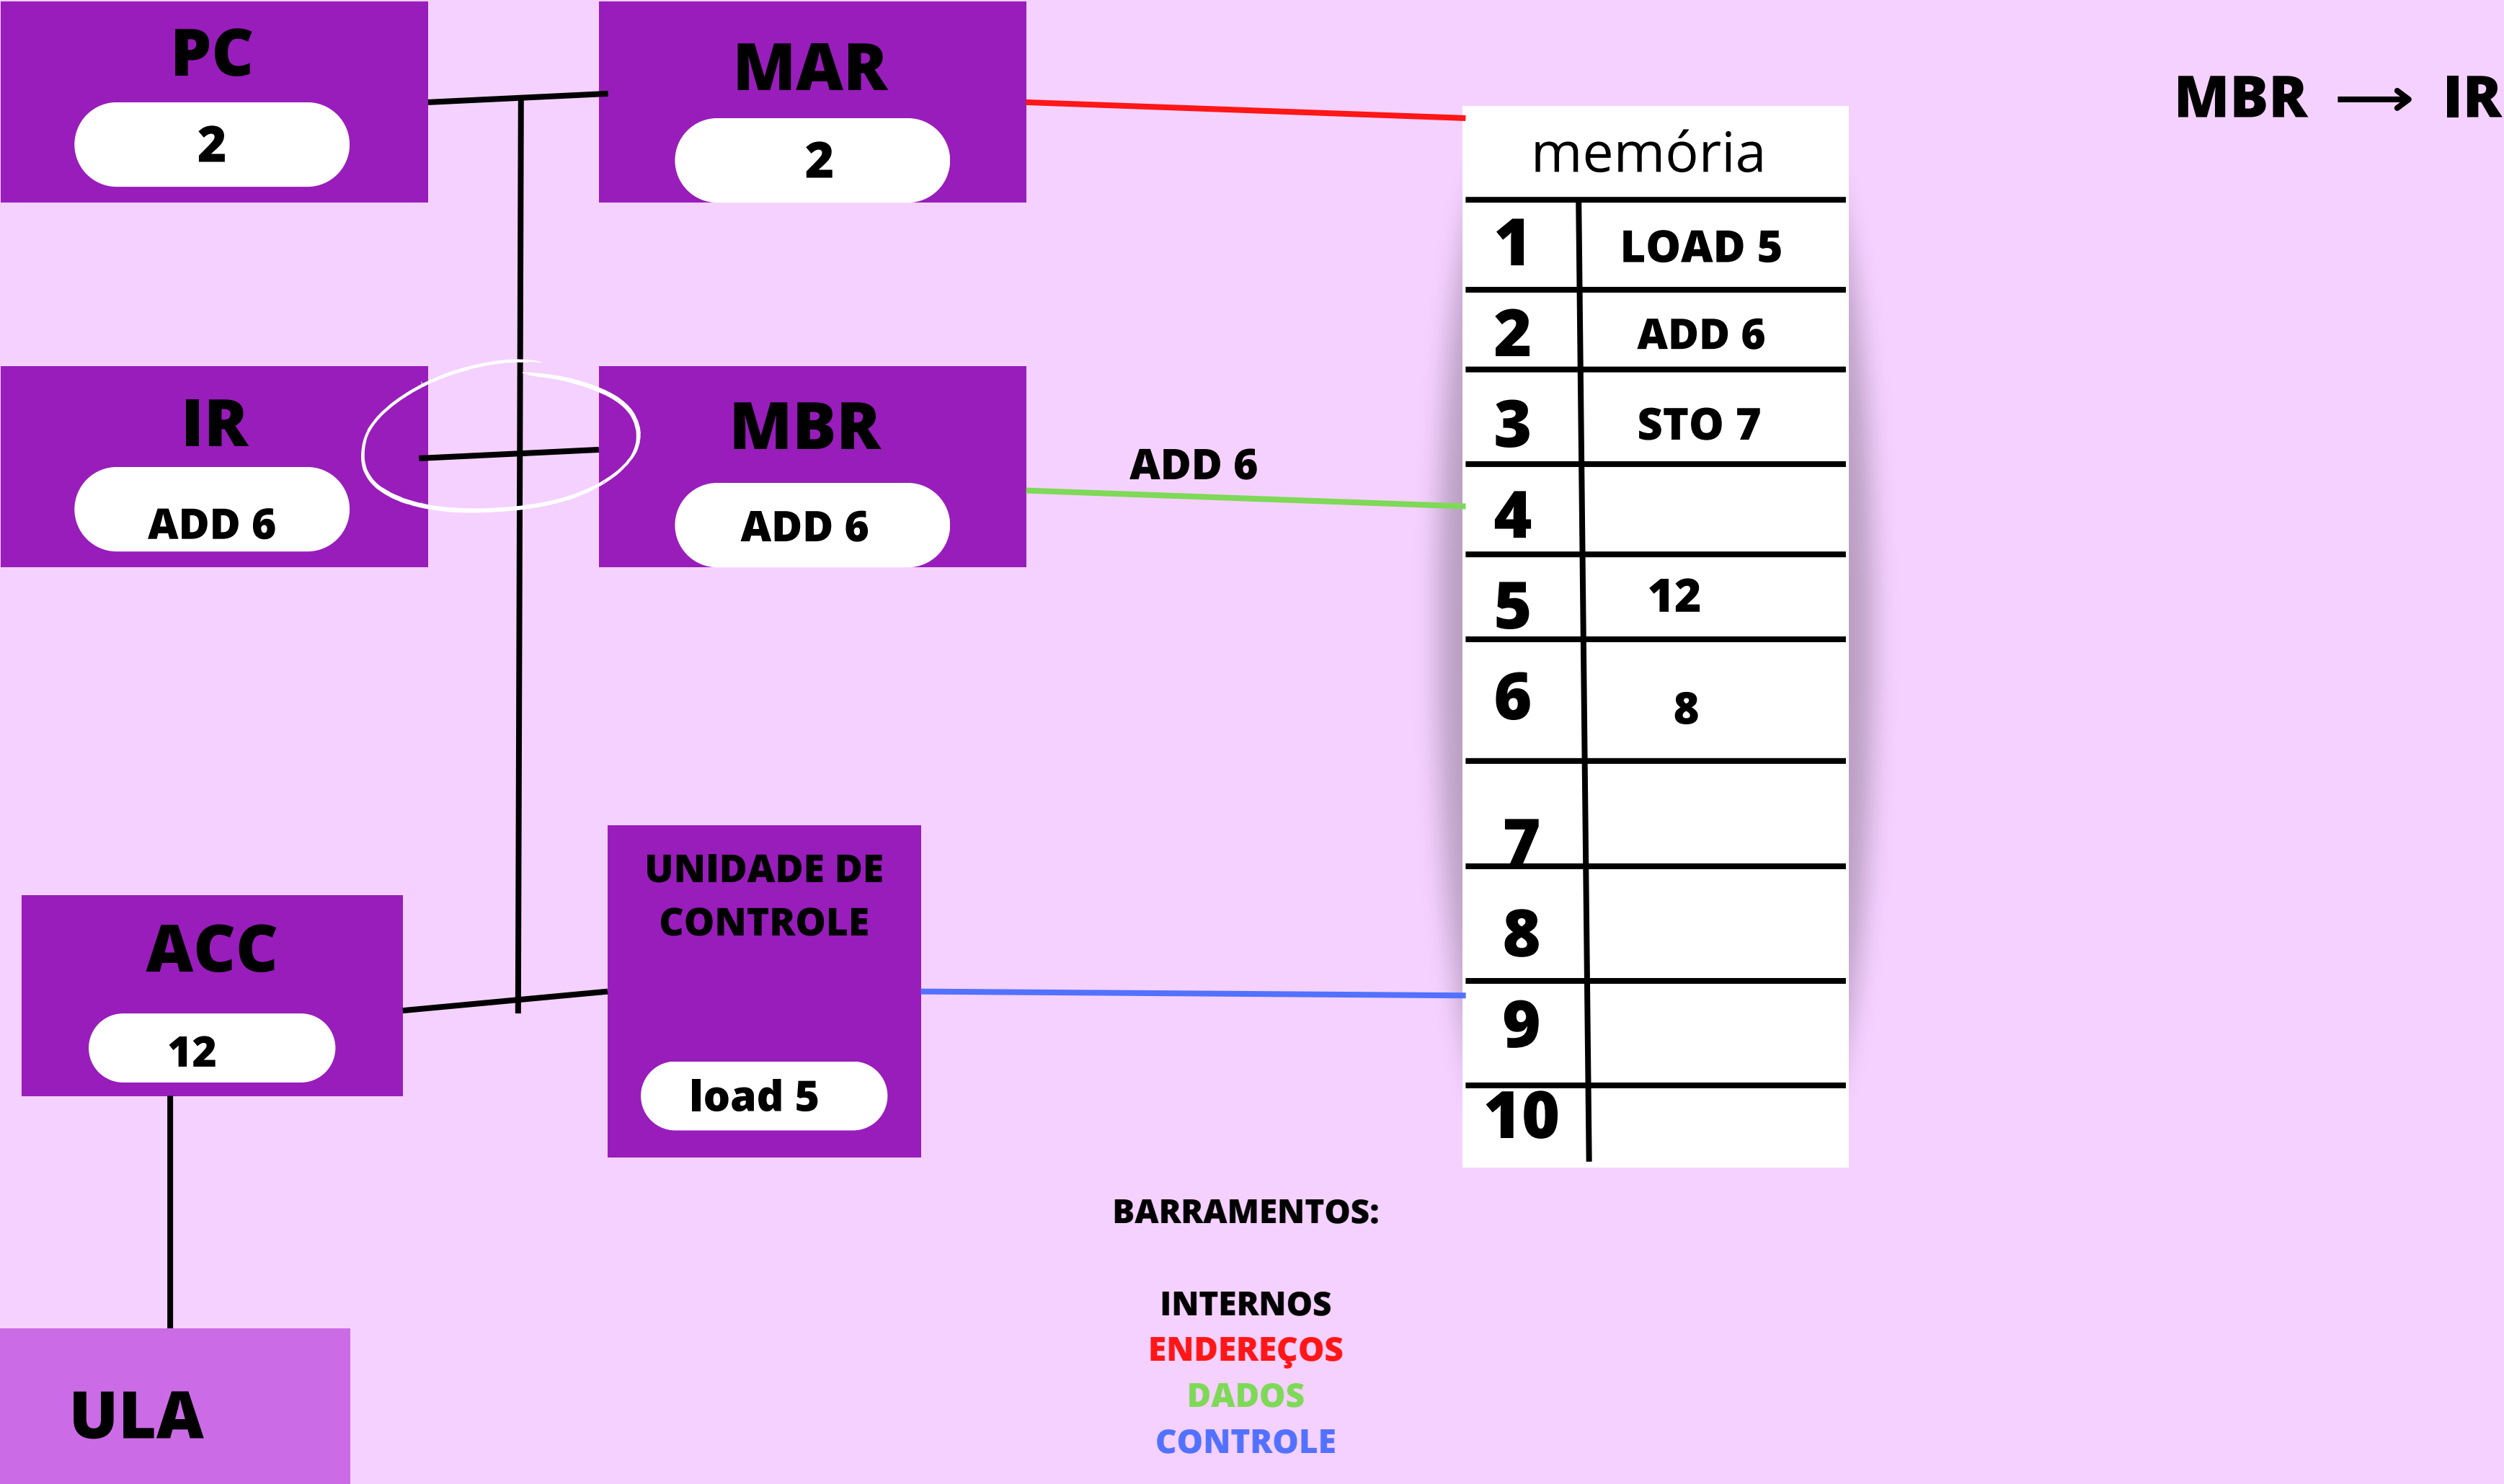 PC
2
MAR
2
MBR → IR
memória
1 LOAD 5
2 ADD 6
3 STO 7
4
5 12
6 8
7
8
9
10
IR
ADD 6
MBR
ADD 6
ADD 6
UNIDADE DE
CONTROLE
load 5
ACC
12
ULA
BARRAMENTOS:
INTERNOS
ENDEREÇOS
DADOS
CONTROLE